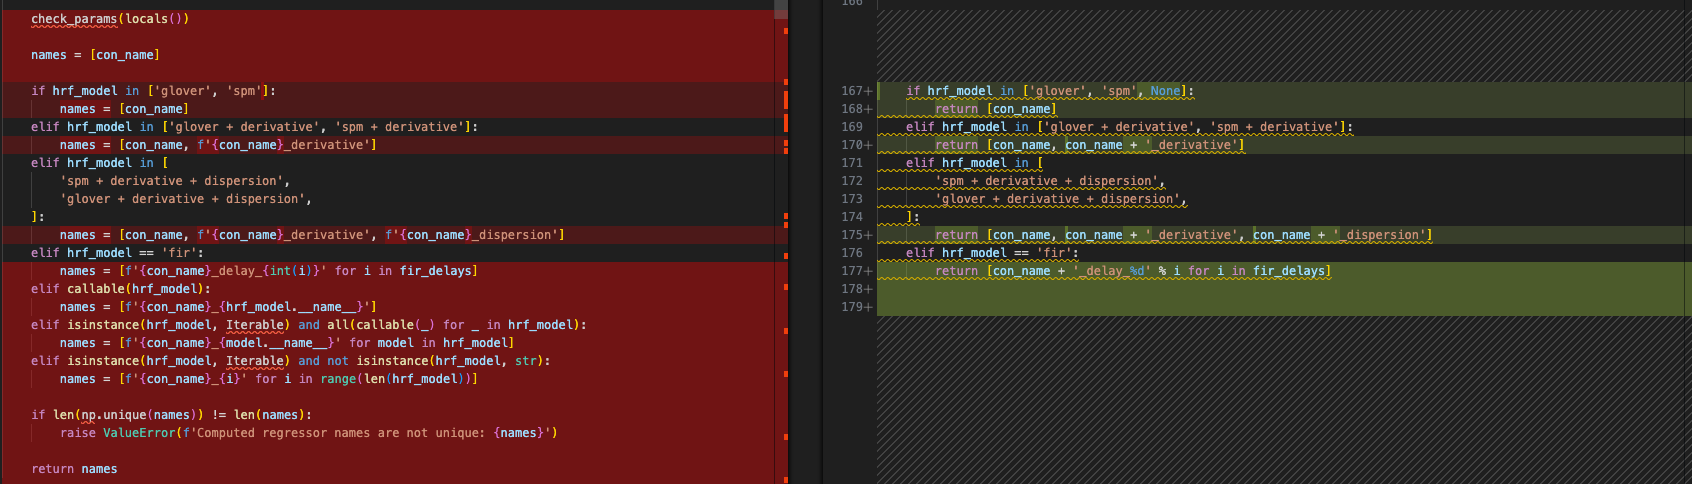 check_params(locals())
names = [con_name]
if hrf_model in ['glover', 'spm']:
names = [con_name]
elif hrf_model in ['glover + derivative', 'spm + derivative']:
names = [con_name, f'{con_name}_derivative']
elif hrf_model in [
'spm + derivative + dispersion',
'glover + derivative + dispersion',
]:
names = [con_name, f'{con_name}_derivative', f'{con_name}_dispersion']
elif hrf_model == 'fir':
names = [f'{con_name}_delay_{int(i)}' for i in fir_delays]
elif callable(hrf_model):
names = [f'{con_name}_{hrf_model.__name__}']
elif isinstance(hrf_model, Iterable) and all(callable(_) for _ in hrf_model):
names = [f'{con_name}_{model.__name__}' for model in hrf_model]
elif isinstance(hrf_model, Iterable) and not isinstance(hrf_model, str):
names = [f'{con_name}_{i}' for i in range(len(hrf_model))]
if len(np.unique(names)) != len(names):
raise ValueError(f'Computed regressor names are not unique: {names}')
return names
166
167+ if hrf_model in ['glover', 'spm', None]:
168+ return [con_name]
169 elif hrf_model in ['glover + derivative', 'spm + derivative']:
170+ return [con_name, con_name + '_derivative']
171 elif hrf_model in [
172 'spm + derivative + dispersion',
173 'glover + derivative + dispersion',
174 ]:
175+ return [con_name, con_name + '_derivative', con_name + '_dispersion']
176 elif hrf_model == 'fir':
177+ return [con_name + '_delay_%d' % i for i in fir_delays]
178+
179+